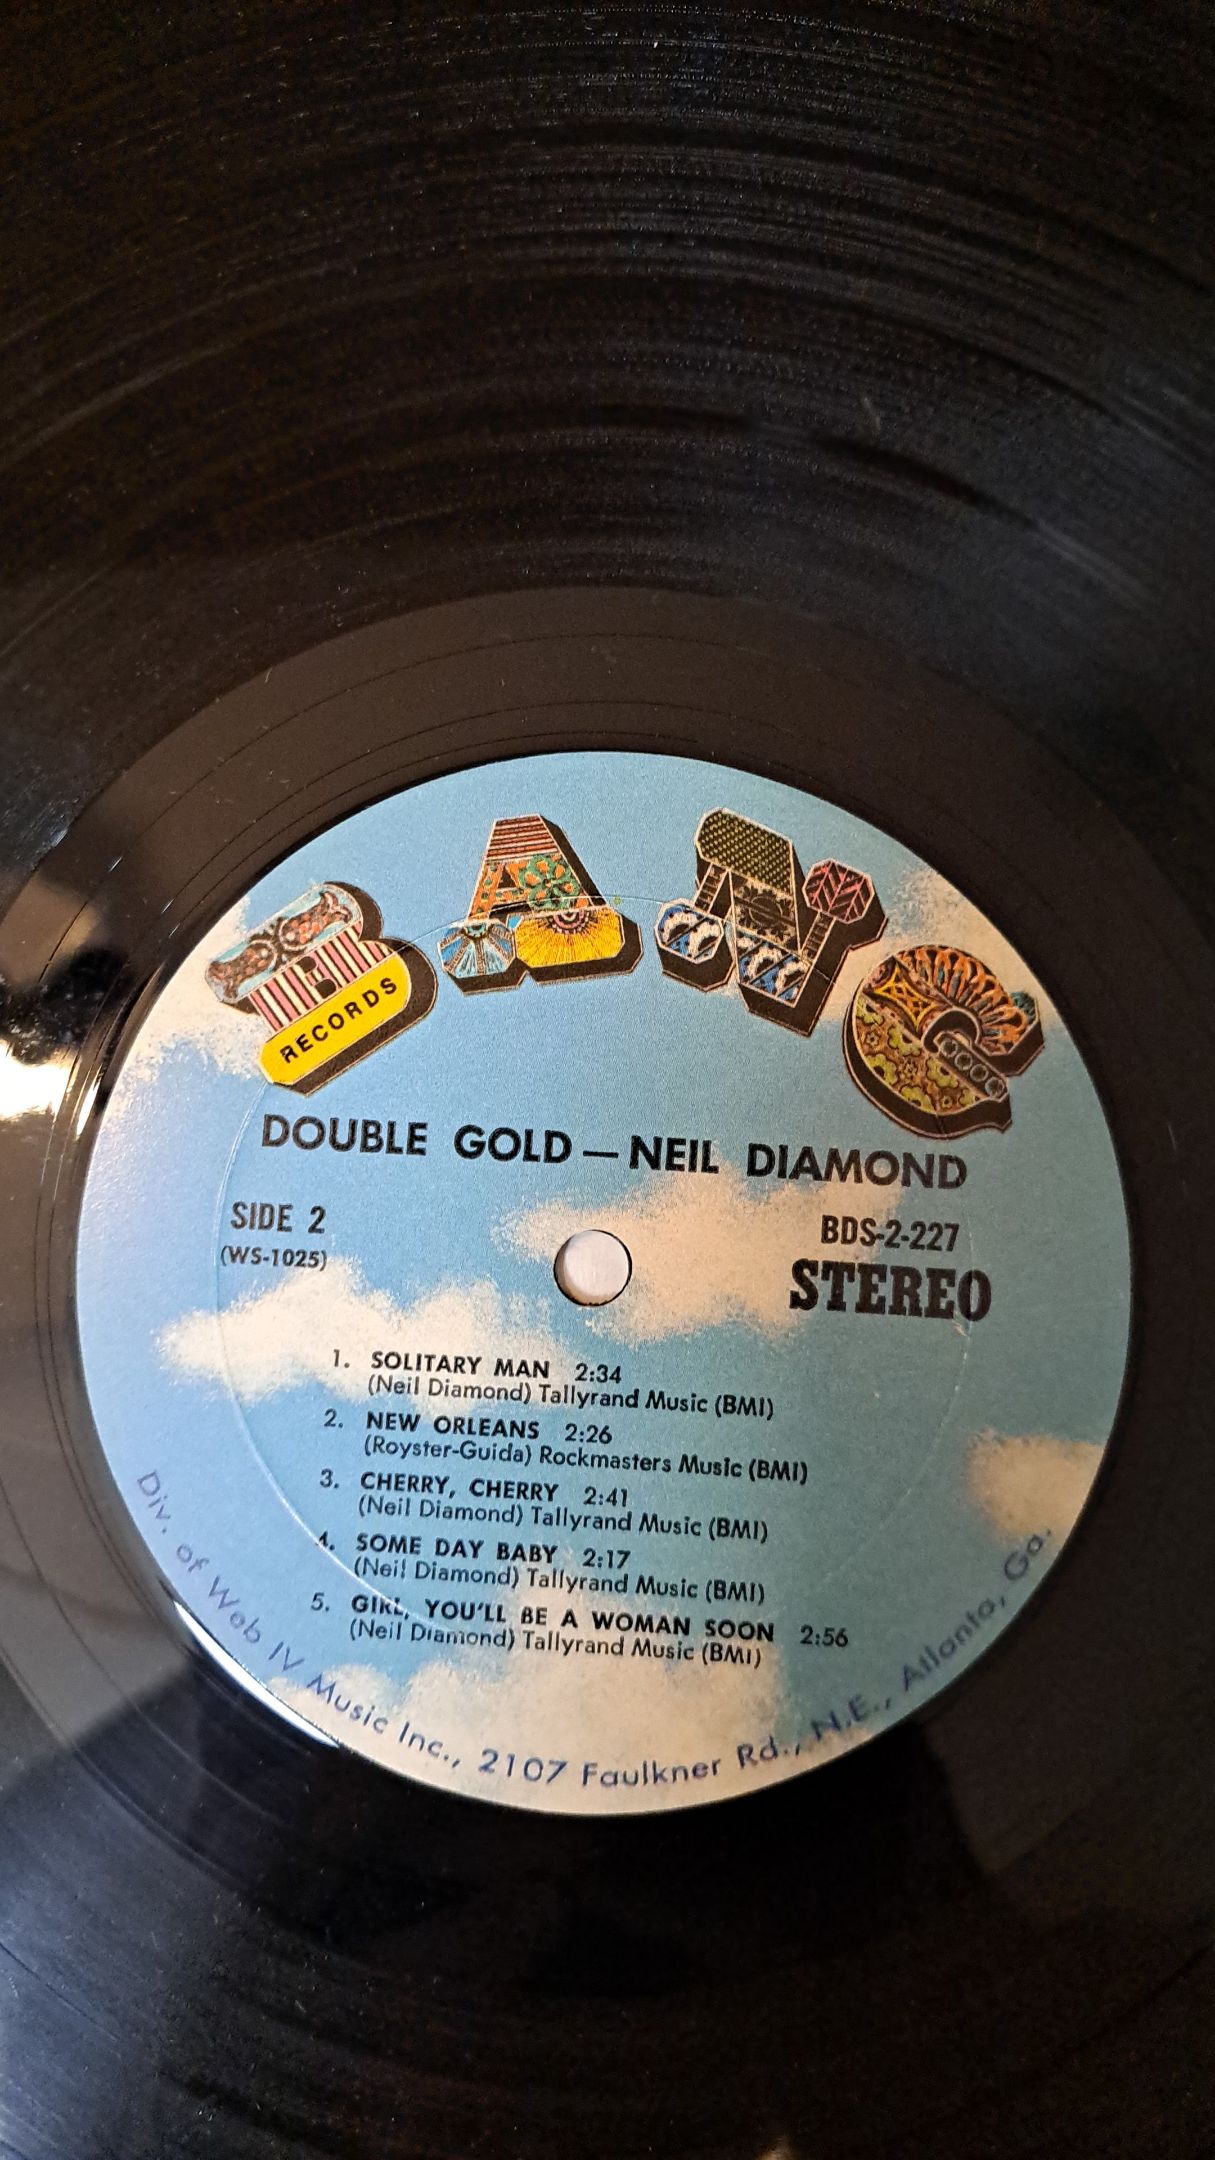 BANG
RECORDS
DOUBLE GOLD — NEIL DIAMOND
SIDE 2
(WS-1025)
BDS-2-227
STEREO
1. SOLITARY MAN 2:34
(Neil Diamond) Tallyrand Music (BMI)
2. NEW ORLEANS 2:26
(Royster-Guida) Rockmasters Music (BMI)
3. CHERRY, CHERRY 2:41
(Neil Diamond) Tallyrand Music (BMI)
4. SOME DAY BABY 2:17
(Neil Diamond) Tallyrand Music (BMI)
5. GIRL, YOU'LL BE A WOMAN SOON 2:56
(Neil Diamond) Tallyrand Music (BMI)
Div. of Web IV Music Inc., 2107 Faulkner Rd., N.E., Atlanta, Ga.